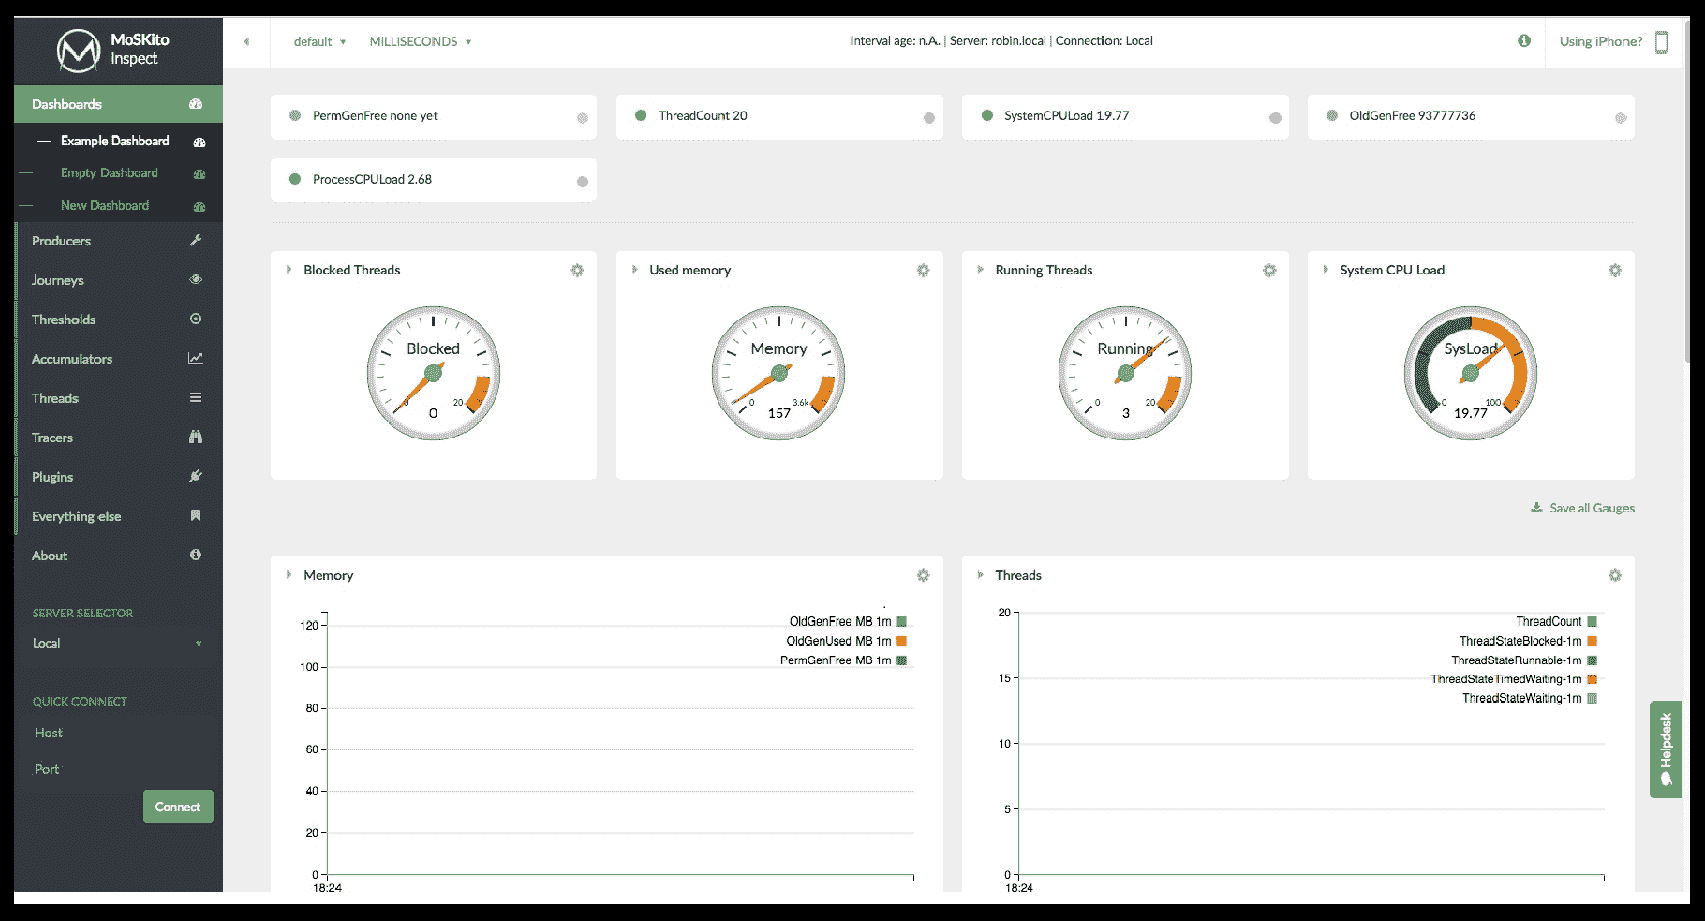 MoSKito
Inspect
default
MILLISECONDS
Interval age: n.A. | Server: robin.local | Connection: Local
Using iPhone?
Dashboards
Example Dashboard
Empty Dashboard
New Dashboard
Producers
Journeys
Thresholds
Accumulators
Threads
Tracers
Plugins
Everything else
About
SERVER SELECTOR
Local
QUICK CONNECT
Host
Port
Connect
PermGenFree none yet
ThreadCount 20
SystemCPULoad 19.77
OldGenFree 93777736
ProcessCPULoad 2.68
Blocked Threads
Blocked
0 20
0
Used memory
Memory
0 3.6k
157
Running Threads
Running
0 20
3
System CPU Load
SysLoad
0 100
19.77
Save all Gauges
Memory
OldGenFree MB 1m
OldGenUsed MB 1m
PermGenFree MB 1m
120
100
80
60
40
20
0
18:24
Threads
ThreadCount
ThreadStateBlocked-1m
ThreadStateRunnable-1m
ThreadStateTimedWaiting-1m
ThreadStateWaiting-1m
20
15
10
5
0
18:24
Helpdesk